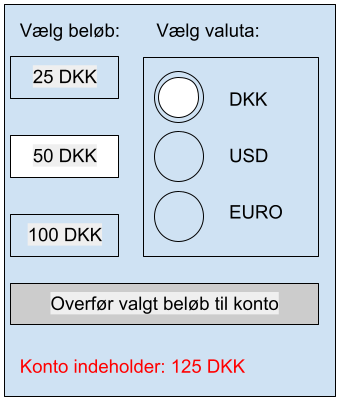 Vælg beløb:
Vælg valuta:
25 DKK
50 DKK
100 DKK
DKK
USD
EURO
Overfør valgt beløb til konto
Konto indeholder: 125 DKK